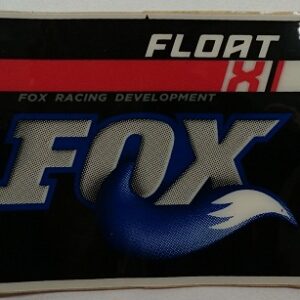 FLOAT
X
FOX RACING DEVELOPMENT
FOX